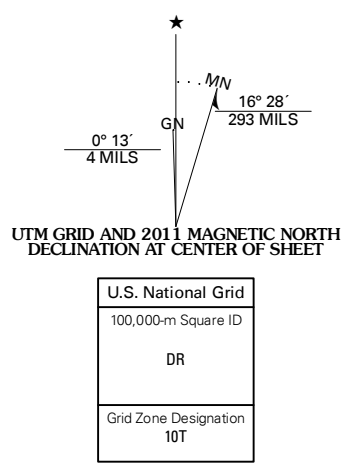 ★
MN
16° 28´
293 MILS
GN
0° 13´
4 MILS
UTM GRID AND 2011 MAGNETIC NORTH
DECLINATION AT CENTER OF SHEET
U.S. National Grid
100,000-m Square ID
DR
Grid Zone Designation
10T